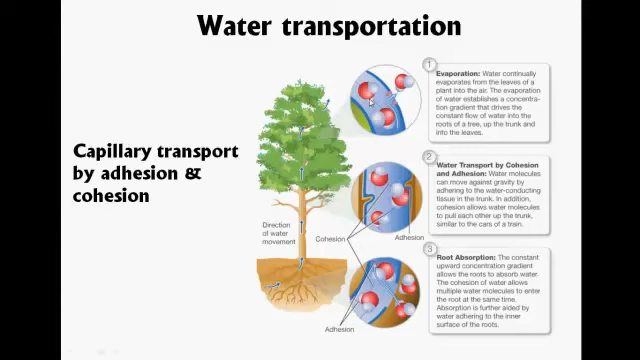 Water transportation
Capillary transport
by adhesion &
cohesion
1
Evaporation: Water continually
evaporates from the leaves of a
plant into the air. The evaporation
of water establishes a concentra-
tion gradient that drives the
constant flow of water into the
roots of a tree, up the trunk and
into the leaves.
2
Water Transport by Cohesion
and Adhesion: Water molecules
can move against gravity by
adhering to the water-conducting
tissue in the trunk. In addition,
cohesion allows water molecules
to pull each other up the trunk,
similar to the cars of a train.
Direction
of water
movement
Cohesion
Adhesion
3
Root Absorption: The constant
upward concentration gradient
allows the roots to absorb water.
The cohesion of water allows
multiple water molecules to enter
the root at the same time.
Absorption is further aided by
water adhering to the inner
surface of the roots.
Adhesion